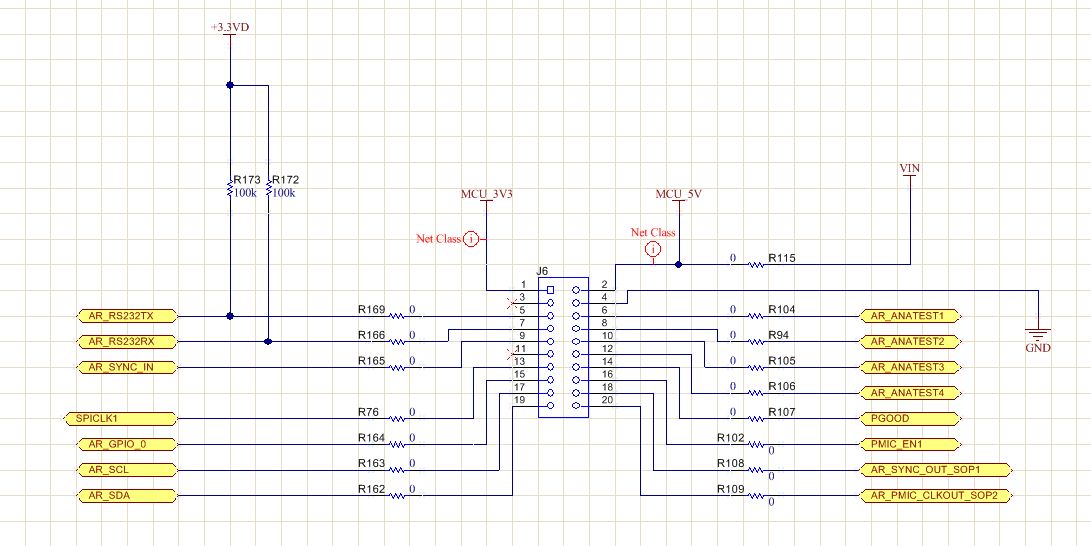 +3.3VD
R173
100k
R172
100k
MCU_3V3
MCU_5V
VIN
Net Class
i
Net Class
i
0
R115
J6
1
2
3
4
5
6
7
8
9
10
11
12
13
14
15
16
17
18
19
20
AR_RS232TX
R169
0
0
R104
AR_ANATEST1
AR_RS232RX
R166
0
0
R94
AR_ANATEST2
GND
AR_SYNC_IN
R165
0
0
R105
AR_ANATEST3
0
R106
AR_ANATEST4
SPICLK1
R76
0
0
R107
PGOOD
AR_GPIO_0
R164
0
R102
0
PMIC_EN1
AR_SCL
R163
0
R108
0
AR_SYNC_OUT_SOP1
AR_SDA
R162
0
R109
0
AR_PMIC_CLKOUT_SOP2